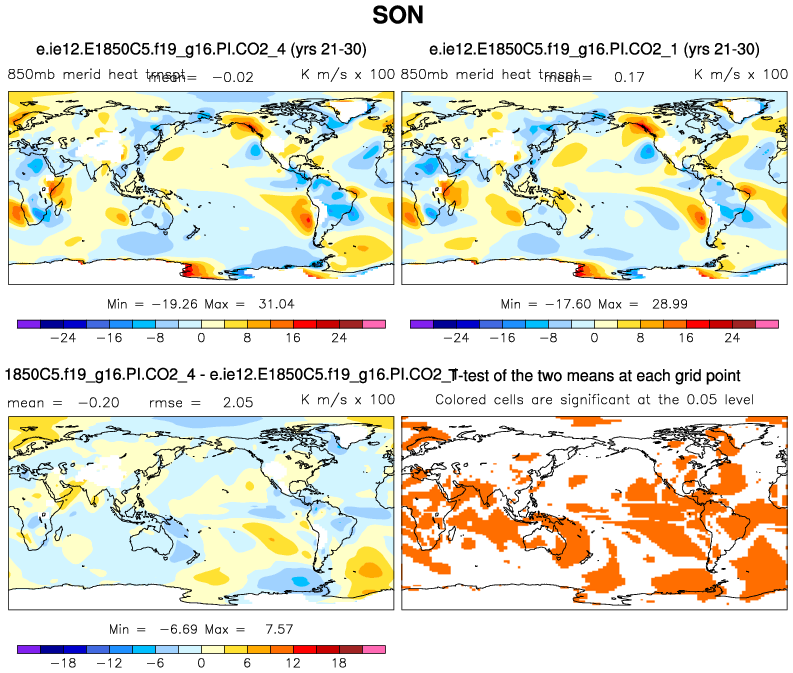 SON
e.ie12.E1850C5.f19_g16.PI.CO2_4 (yrs 21-30)
850mb merid heat trnspt mean= −0.02 K m/s x 100
Min = −19.26 Max = 31.04
−24 −16 −8 0 8 16 24
e.ie12.E1850C5.f19_g16.PI.CO2_1 (yrs 21-30)
850mb merid heat trnspt mean= 0.17 K m/s x 100
Min = −17.60 Max = 28.99
−24 −16 −8 0 8 16 24
1850C5.f19_g16.PI.CO2_4 - e.ie12.E1850C5.f19_g16.PI.CO2_1
mean = −0.20 rmse = 2.05 K m/s x 100
Min = −6.69 Max = 7.57
−18 −12 −6 0 6 12 18
T-test of the two means at each grid point
Colored cells are significant at the 0.05 level